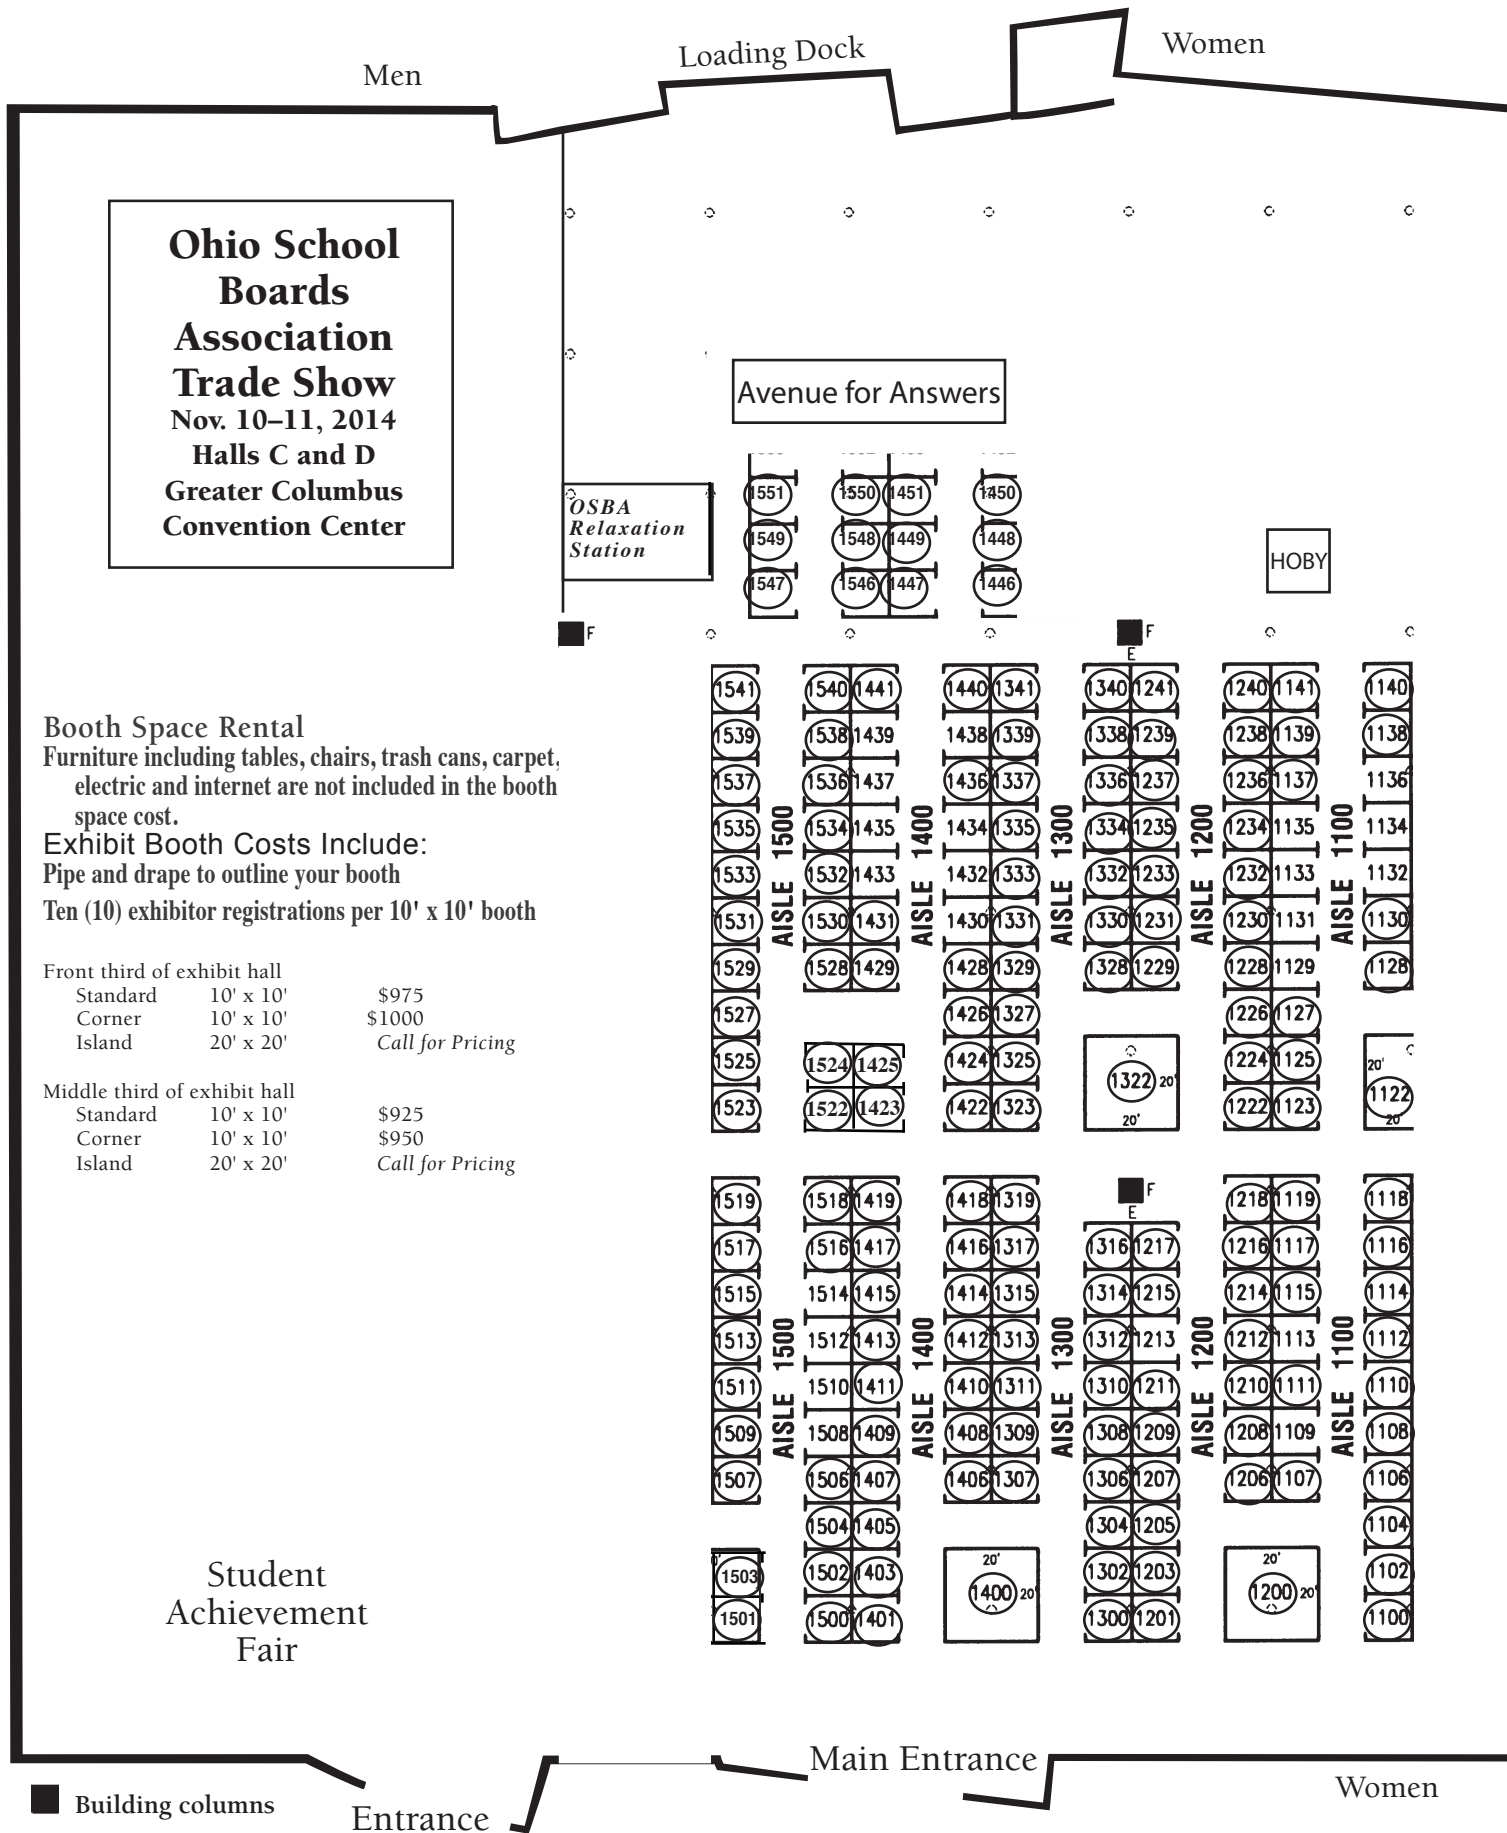 Men
Loading Dock
Women
Ohio School
Boards
Association
Trade Show
Nov. 10–11, 2014
Halls C and D
Greater Columbus
Convention Center
Avenue for Answers
OSBA
Relaxation
Station
1551 1550 1451 1450
1549 1548 1449 1448
1547 1546 1447 1446
HOBY
F
F
E
Booth Space Rental
Furniture including tables, chairs, trash cans, carpet,
electric and internet are not included in the booth
space cost.
Exhibit Booth Costs Include:
Pipe and drape to outline your booth
Ten (10) exhibitor registrations per 10' x 10' booth
Front third of exhibit hall
Standard 10' x 10' $975
Corner 10' x 10' $1000
Island 20' x 20' Call for Pricing
Middle third of exhibit hall
Standard 10' x 10' $925
Corner 10' x 10' $950
Island 20' x 20' Call for Pricing
1541 1540 1441 1440 1341 1340 1241 1240 1141 1140
1539 1538 1439 1438 1339 1338 1239 1238 1139 1138
1537 1536 1437 1436 1337 1336 1237 1236 1137 1136
1535 1534 1435 1434 1335 1334 1235 1234 1135 1134
1533 1532 1433 1432 1333 1332 1233 1232 1133 1132
1531 1530 1431 1430 1331 1330 1231 1230 1131 1130
1529 1528 1429 1428 1329 1328 1229 1228 1129 1128
AISLE 1500
AISLE 1400
AISLE 1300
AISLE 1200
AISLE 1100
1527 1426 1327 1226 1127
1525 1524 1425 1424 1325 1224 1125
1523 1522 1423 1422 1323 1222 1123
1322 20'
20'
20'
1122
20'
1519 1518 1419 1418 1319 1218 1119 1118
F
E
1517 1516 1417 1416 1317 1316 1217 1216 1117 1116
1515 1514 1415 1414 1315 1314 1215 1214 1115 1114
1513 1512 1413 1412 1313 1312 1213 1212 1113 1112
1511 1510 1411 1410 1311 1310 1211 1210 1111 1110
1509 1508 1409 1408 1309 1308 1209 1208 1109 1108
1507 1506 1407 1406 1307 1306 1207 1206 1107 1106
AISLE 1500
AISLE 1400
AISLE 1300
AISLE 1200
AISLE 1100
1504 1405 1304 1205 1104
1503 1502 1403 1302 1203 1102
1501 1500 1401 1300 1201 1100
20'
1400 20'
20'
1200 20'
Student
Achievement
Fair
Main Entrance
Women
Building columns
Entrance